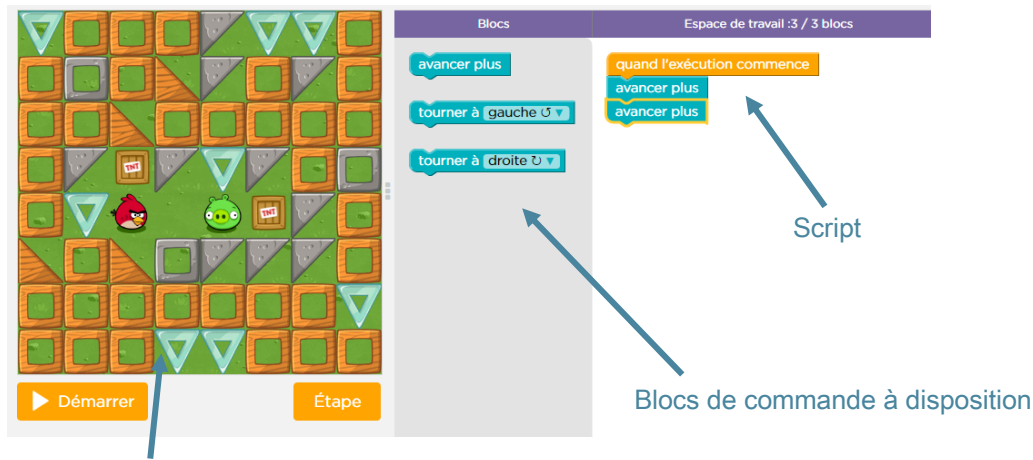 Blocs
Espace de travail :3 / 3 blocs
avancer plus
tourner à gauche ↺ ▼
tourner à droite ↻ ▼
quand l'exécution commence
avancer plus
avancer plus
TNT
TNT
Script
Démarrer
Étape
Blocs de commande à disposition